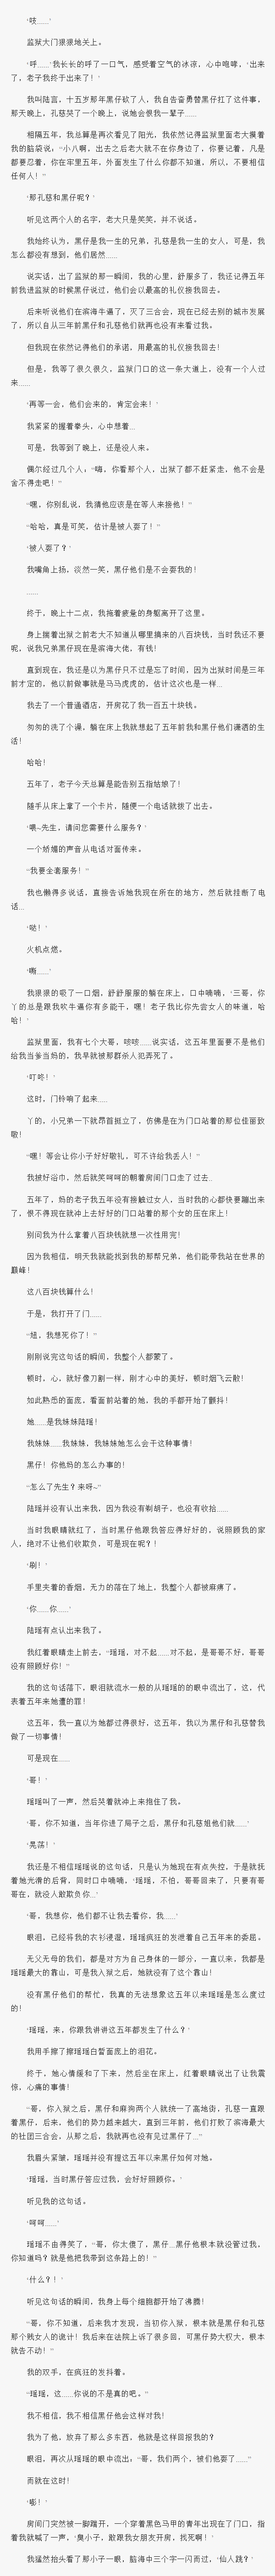 ‘吱……’
监狱大门狠狠地关上。
‘呼……’我长长的呼了一口气，感受着空气的冰凉，心中咆哮，‘出来
了，老子我终于出来了！’
我叫陆言，十五岁那年黑仔砍了人，我自告奋勇替黑仔扛了这件事，
那天晚上，孔慈哭了一个晚上，说她会恨我一辈子……
相隔五年，我总算是再次看见了阳光，我依然记得监狱里面老大摸着
我的脑袋说，“小八啊，出去之后老大就不在你身边了，你要记着，凡是
都要忍着，你在牢里五年，外面发生了什么你都不知道，所以，不要相信
任何人！”
‘那孔慈和黑仔呢？’
听见这两个人的名字，老大只是笑笑，并不说话。
我始终认为，黑仔是我一生的兄弟，孔慈是我一生的女人，可是，我
怎么都没有想到，他们居然……
说实话，出了监狱的那一瞬间，我的心里，舒服多了，我还记得五年
前我进监狱的时候黑仔说过，他们会以最高的礼仪接我回去。
后来听说他们在滨海牛逼了，灭了三合会，现在已经去别的城市发展
了，所以自从三年前黑仔和孔慈他们就再也没有来看过我。
但我现在依然记得他们的承诺，用最高的礼仪接我回去！
但是，我等了很久很久，监狱门口的这一条大道上，没有一个人过
来……
‘再等一会，他们会来的，肯定会来！’
我紧紧的握着拳头，心中想着…
可是，我等到了晚上，还是没人来。
偶尔经过几个人，“嗨，你看那个人，出狱了都不赶紧走，他不会是
舍不得走吧！”
“嘿，你别乱说，我猜他应该是在等人来接他！”
“哈哈，真是可笑，估计是被人耍了！”
‘被人耍了？’
我嘴角上扬，淡然一笑，黑仔他们是不会耍我的！
……
终于，晚上十二点，我拖着疲惫的身躯离开了这里。
身上揣着出狱之前老大不知道从哪里搞来的八百块钱，当时我还不要
呢，说我兄弟黑仔现在是滨海大佬，有钱！
直到现在，我还是以为黑仔只不过是忘了时间，因为出狱时间是三年
前才定的，他以前做事就是马马虎虎的，估计这次也是一样…
我去了一个普通酒店，开房花了我一百五十块钱。
匆匆的洗了个澡，躺在床上我就想起了五年前我和黑仔他们潇洒的生
活！
哈哈！
五年了，老子今天总算是能告别五指姑娘了！
随手从床上拿了一个卡片，随便一个电话就拨了出去。
‘喂~先生，请问您需要什么服务？’
一个娇媚的声音从电话对面传来。
“我要全套服务！”
我也懒得多说话，直接告诉她我现在所在的地方，然后就挂断了电
话…
‘哒！’
火机点燃。
‘嘶……’
我狠狠的吸了一口烟，舒舒服服的躺在床上，口中喃喃，‘三哥，你
丫的总是跟我吹牛逼你有多能干，嘿！老子我比你先尝女人的味道，哈
哈！’
监狱里面，我有七个大哥，咳咳……说实话，这五年里面要不是他们
给我当爹当妈的，我早就被那群杀人犯弄死了。
‘叮咚！’
这时，门铃响了起来……
丫的，小兄弟一下就昂首挺立了，仿佛是在为门口站着的那位佳丽致
敬！
“嘿！等会让你小子好好敬礼，可不许给我丢人！”
我披好浴巾，然后就笑呵呵的朝着房间门口走了过去…
五年了，妈的老子我五年没有接触过女人，当时我的心都快要蹦出来
了，恨不得现在就冲上去好好的门口站着的那个女的压在床上！
别问我为什么拿着八百块钱就想一次性用完！
因为我相信，明天我就能找到我的那帮兄弟，他们能带我站在世界的
巅峰！
这八百块钱算什么！
于是，我打开了门……
“妞，我想死你了！”
刚刚说完这句话的瞬间，我整个人都蒙了。
顿时，心，就好像刀割一样，刚才心中的美好，顿时烟飞云散！
如此熟悉的面庞，看面前站着的她，我的手都开始了颤抖！
她……是我妹妹陆瑶！
我妹妹……我妹妹，我妹妹她怎么会干这种事情！
黑仔！你他妈的怎么办事的！
“怎么了先生？来呀~”
陆瑶并没有认出来我，因为我没有剃胡子，也没有收拾……
当时我眼睛就红了，当时黑仔他跟我答应得好好的，说照顾我的家
人，绝对不让他们收欺负，可是现在呢？！
‘刷！’
手里夹着的香烟，无力的落在了地上，我整个人都被麻痹了。
‘你……你……’
陆瑶有点认出来我了。
我红着眼睛走上前去，“瑶瑶，对不起……对不起，是哥哥不好，哥哥
没有照顾好你！”
我的这句话落下，眼泪就流水一般的从瑶瑶的的眼中流出了，这，代
表着五年来她遭的罪！
这五年，我一直以为她都过得很好，这五年，我以为黑仔和孔慈替我
做了一切事情！
可是现在……
‘哥！’
瑶瑶叫了一声，然后哭着就冲上来抱住了我。
‘哥，你不知道，当年你进了局子之后，黑仔和孔慈姐他们就……’
‘晃荡！’
我还是不相信瑶瑶说的这句话，只是认为她现在有点失控，于是就抚
着她光滑的后背，同时口中喃喃，‘瑶瑶，不怕，哥哥回来了，只要有哥
哥在，就没人敢欺负你…’
‘哥，我想你，他们都不让我去看你，我……’
眼泪，已经将我的衣衫浸湿，瑶瑶疯狂的发泄着自己五年来的委屈。
无父无母的我们，都是对方为自己身体的一部分，一直以来，我都是
瑶瑶最大的靠山，可是我入狱之后，她就没有了这个靠山！
没有黑仔他们的帮忙，我真的无法想象这五年以来瑶瑶是怎么度过
的！
‘瑶瑶，来，你跟我讲讲这五年都发生了什么？’
我用手擦了擦瑶瑶白皙面庞上的泪花。
终于，她心情缓和了下来，然后坐在床上，红着眼睛说出了让我震
惊，心痛的事情！
“哥，你入狱之后，黑仔和麻狗两个人就统一了高地街，孔慈一直跟
着黑仔，后来，他们的势力越来越大，直到三年前，他们打败了滨海最大
的社团三合会会，从那之后，我就再也没有见过黑仔了…”
我眉头紧皱，瑶瑶并没有握这五年以来黑仔如何对她。
‘瑶瑶，当时黑仔答应过我，会好好照顾你。’
听见我的这句话。
‘呵呵……’
瑶瑶不由得笑了，“哥，你太傻了，黑仔…黑仔他根本就没管过我，
你知道吗？就是他把我带到这条路上的！”
‘什么？！’
听见这句话的瞬间，我身上每个细胞都开始了沸腾！
“哥，你不知道，后来我才发现，当初你入狱，根本就是黑仔和孔慈
那个贱女人的诡计！我后来在法院上诉了很多回，可黑仔势大权大，根本
就告不动！”
我的双手，在疯狂的发抖着。
“瑶瑶，这……你说的不是真的吧。”
我不相信，我不相信黑仔他会这样对我！
我为了他，放弃了那么多东西，他就是这样回报我的？
眼泪，再次从瑶瑶的眼中流出，“哥，我们两个，被们他耍了……”
而就在这时！
‘嘭！’
房间门突然被一脚踹开，一个穿着黑色马甲的青年出现在了门口，指
着我就喊了一声，‘臭小子，敢跟我女朋友开房，找死啊！’
我猛然抬头看了那小子一眼，脑海中三个字一闪而过，‘仙人跳？’